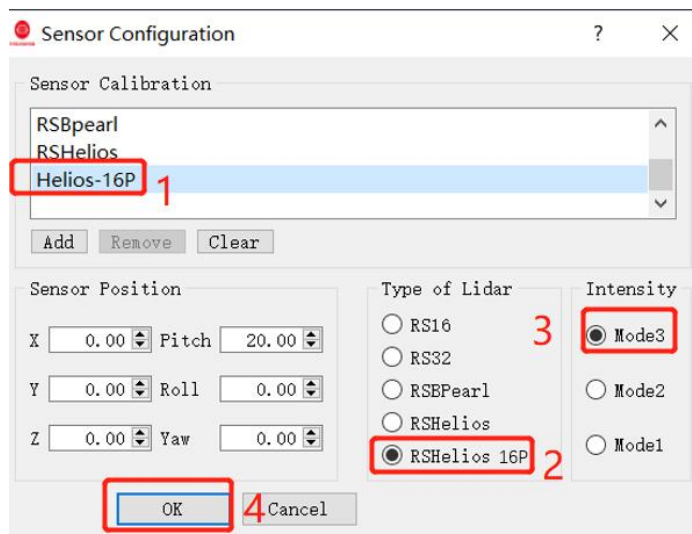 Sensor Configuration ? ×
Sensor Calibration
RSBpearl
RSHelios
Helios-16P 1
Add Remove Clear
Sensor Position
X 0.00 Pitch 20.00
Y 0.00 Roll 0.00
Z 0.00 Yaw 0.00
Type of Lidar
RS16
RS32
RSBPearl
RSHelios
RSHelios 16P 2
Intensity
3 Mode3
Mode2
Mode1
OK 4 Cancel